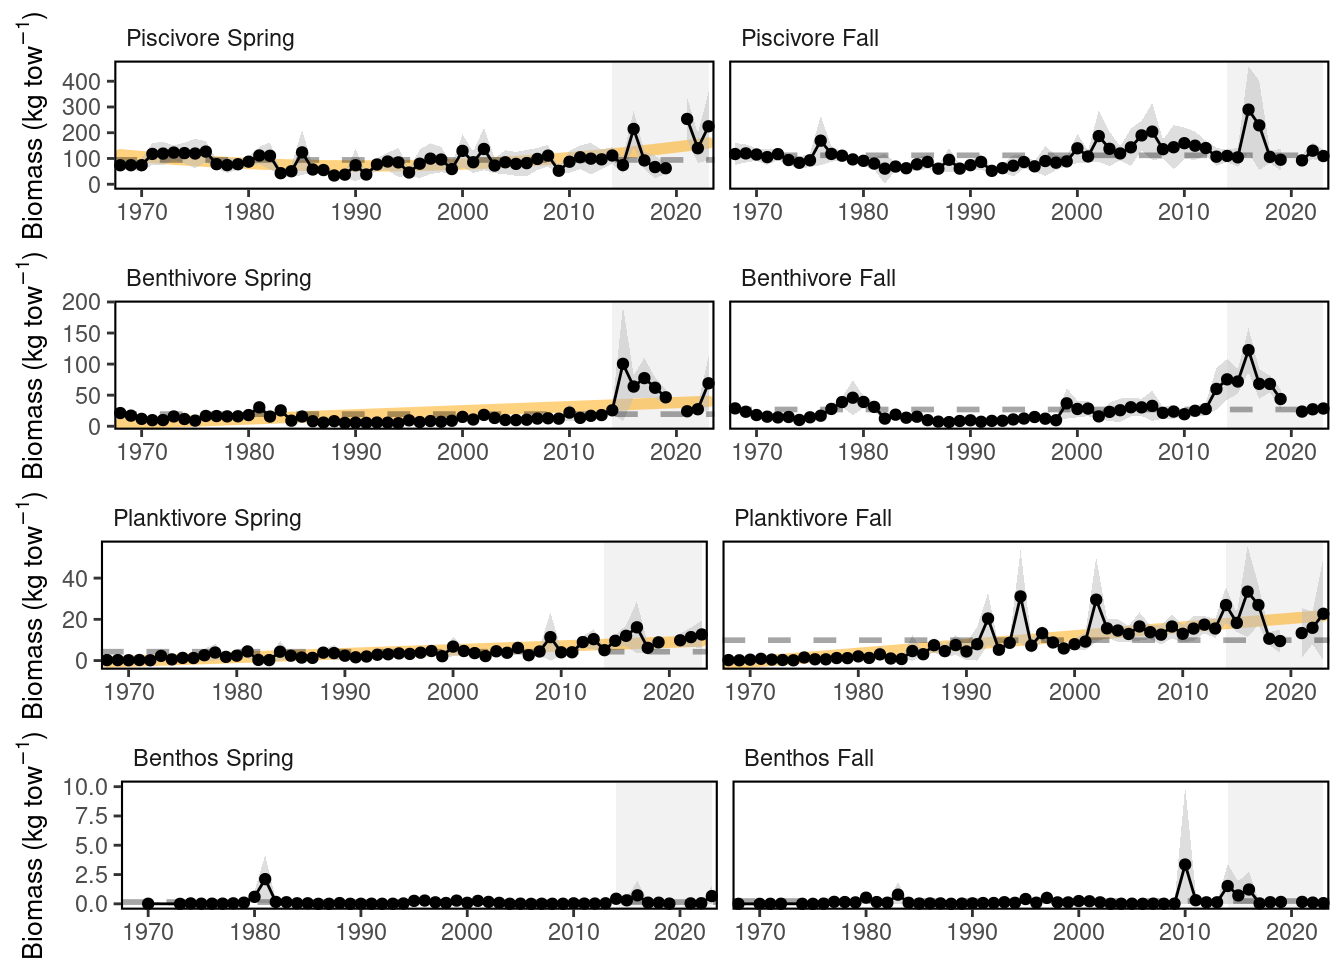 Piscivore Spring Piscivore Fall
Biomass (kg tow⁻¹)
400
300
200
100
0
1970 1980 1990 2000 2010 2020 1970 1980 1990 2000 2010 2020
Benthivore Spring Benthivore Fall
Biomass (kg tow⁻¹)
200
150
100
50
0
1970 1980 1990 2000 2010 2020 1970 1980 1990 2000 2010 2020
Planktivore Spring Planktivore Fall
Biomass (kg tow⁻¹)
40
20
0
1970 1980 1990 2000 2010 2020 1970 1980 1990 2000 2010 2020
Benthos Spring Benthos Fall
Biomass (kg tow⁻¹)
10.0
7.5
5.0
2.5
0.0
1970 1980 1990 2000 2010 2020 1970 1980 1990 2000 2010 2020